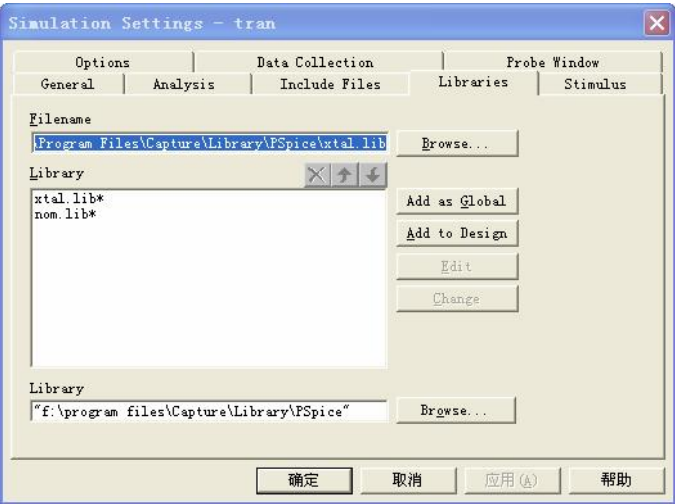 Simulation Settings - tran
Options Data Collection Probe Window
General Analysis Include Files Libraries Stimulus
Filename
\Program Files\Capture\Library\PSpice\xtal.lib Browse...
Library
xtal.lib* Add as Global
nom.lib*
Add to Design
Edit
Change
Library
"f:\program files\Capture\Library\PSpice" Browse...
确定 取消 应用(A) 帮助